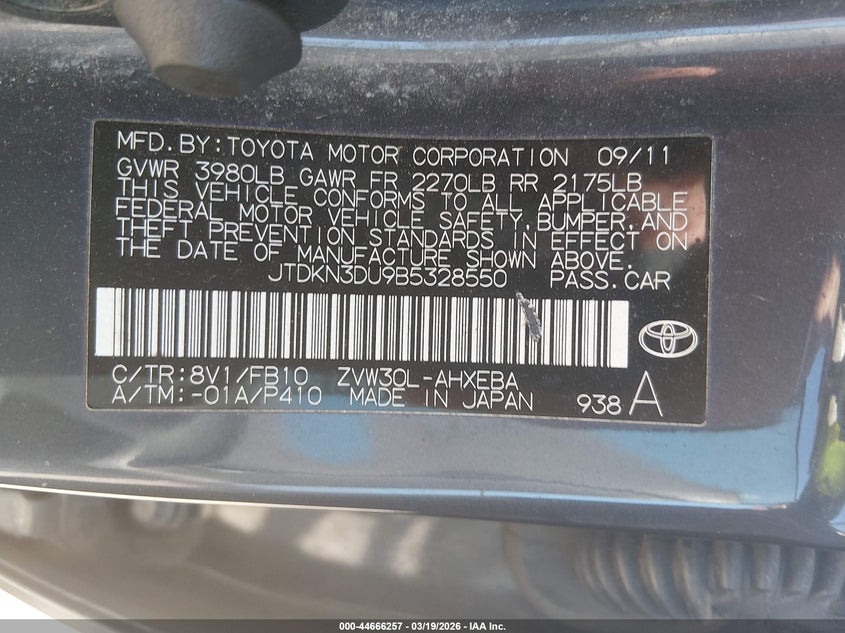 MFD.BY:TOYOTA MOTOR CORPORATION 09/11
GVWR 3980LB GAWR FR 2270LB RR 2175LB
THIS VEHICLE CONFORMS TO ALL APPLICABLE
FEDERAL MOTOR VEHICLE SAFETY,BUMPER,AND
THEFT PREVENTION STANDARDS IN EFFECT ON
THE DATE OF MANUFACTURE SHOWN ABOVE.
JTDKN3DU9B5328550 PASS.CAR
C/TR:8V1/FB10 ZVW30L-AHXEBA
A/TM:-01A/P410 MADE IN JAPAN 938 A
000-44666257 - 03/19/2026 - IAA Inc.